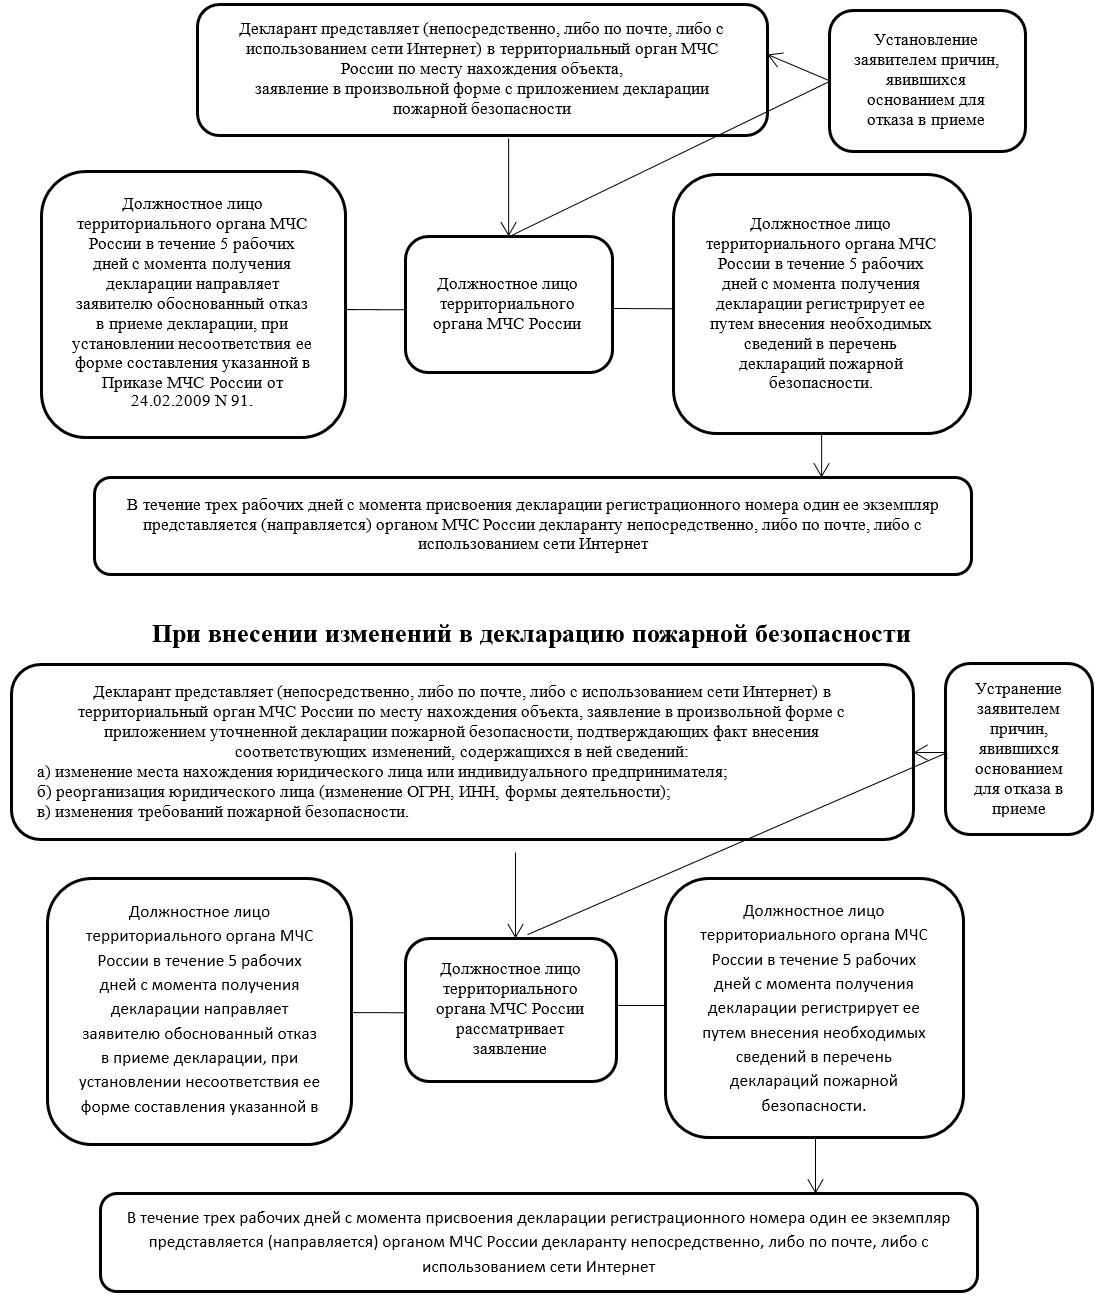 Декларант представляет (непосредственно, либо по почте, либо с
использованием сети Интернет) в территориальный орган МЧС
России по месту нахождения объекта,
заявление в произвольной форме с приложением декларации
пожарной безопасности
Установление
заявителем причин,
явившихся
основанием для
отказа в приеме
Должностное лицо
территориального органа МЧС
России в течение 5 рабочих
дней с момента получения
декларации направляет
заявителю обоснованный отказ
в приеме декларации, при
установлении несоответствия ее
форме составления указанной в
Приказе МЧС России от
24.02.2009 N 91.
Должностное лицо
территориального
органа МЧС России
Должностное лицо
территориального органа МЧС
России в течение 5 рабочих
дней с момента получения
декларации регистрирует ее
путем внесения необходимых
сведений в перечень
деклараций пожарной
безопасности.
В течение трех рабочих дней с момента присвоения декларации регистрационного номера один ее экземпляр
представляется (направляется) органом МЧС России декларанту непосредственно, либо по почте, либо с
использованием сети Интернет
При внесении изменений в декларацию пожарной безопасности
Декларант представляет (непосредственно, либо по почте, либо с использованием сети Интернет) в
территориальный орган МЧС России по месту нахождения объекта, заявление в произвольной форме с
приложением уточненной декларации пожарной безопасности, подтверждающих факт внесения
соответствующих изменений, содержащихся в ней сведений:
а) изменение места нахождения юридического лица или индивидуального предпринимателя;
б) реорганизация юридического лица (изменение ОГРН, ИНН, формы деятельности);
в) изменения требований пожарной безопасности.
Устранение
заявителем
причин,
явившихся
основанием
для отказа в
приеме
Должностное лицо
территориального органа МЧС
России в течение 5 рабочих
дней с момента получения
декларации направляет
заявителю обоснованный отказ
в приеме декларации, при
установлении несоответствия ее
форме составления указанной в
Должностное лицо
территориального
органа МЧС России
рассматривает
заявление
Должностное лицо
территориального органа МЧС
России в течение 5 рабочих
дней с момента получения
декларации регистрирует ее
путем внесения необходимых
сведений в перечень
деклараций пожарной
безопасности.
В течение трех рабочих дней с момента присвоения декларации регистрационного номера один ее экземпляр
представляется (направляется) органом МЧС России декларанту непосредственно, либо по почте, либо с
использованием сети Интернет